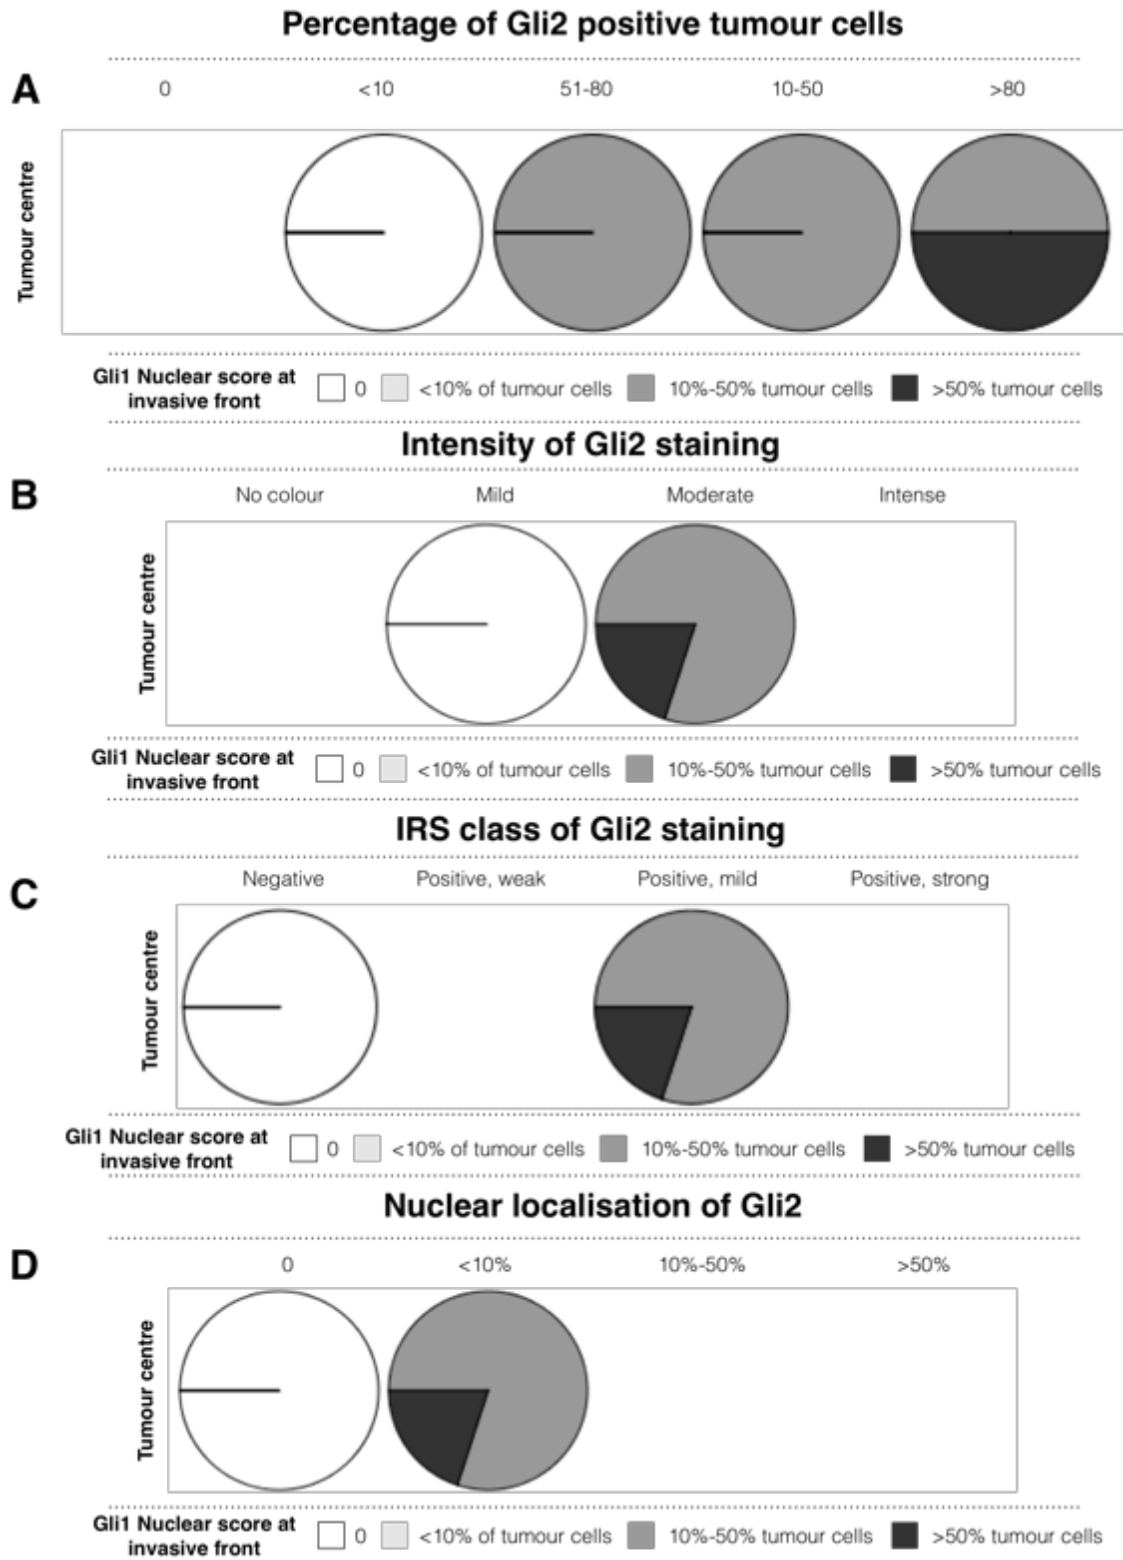 Percentage of Gli2 positive tumour cells
A
0 <10 51-80 10-50 >80
Tumour centre
Gli1 Nuclear score at
invasive front
0 <10% of tumour cells 10%-50% tumour cells >50% tumour cells
Intensity of Gli2 staining
B
No colour Mild Moderate Intense
Tumour centre
Gli1 Nuclear score at
invasive front
0 <10% of tumour cells 10%-50% tumour cells >50% tumour cells
IRS class of Gli2 staining
C
Negative Positive, weak Positive, mild Positive, strong
Tumour centre
Gli1 Nuclear score at
invasive front
0 <10% of tumour cells 10%-50% tumour cells >50% tumour cells
Nuclear localisation of Gli2
D
0 <10% 10%-50% >50%
Tumour centre
Gli1 Nuclear score at
invasive front
0 <10% of tumour cells 10%-50% tumour cells >50% tumour cells